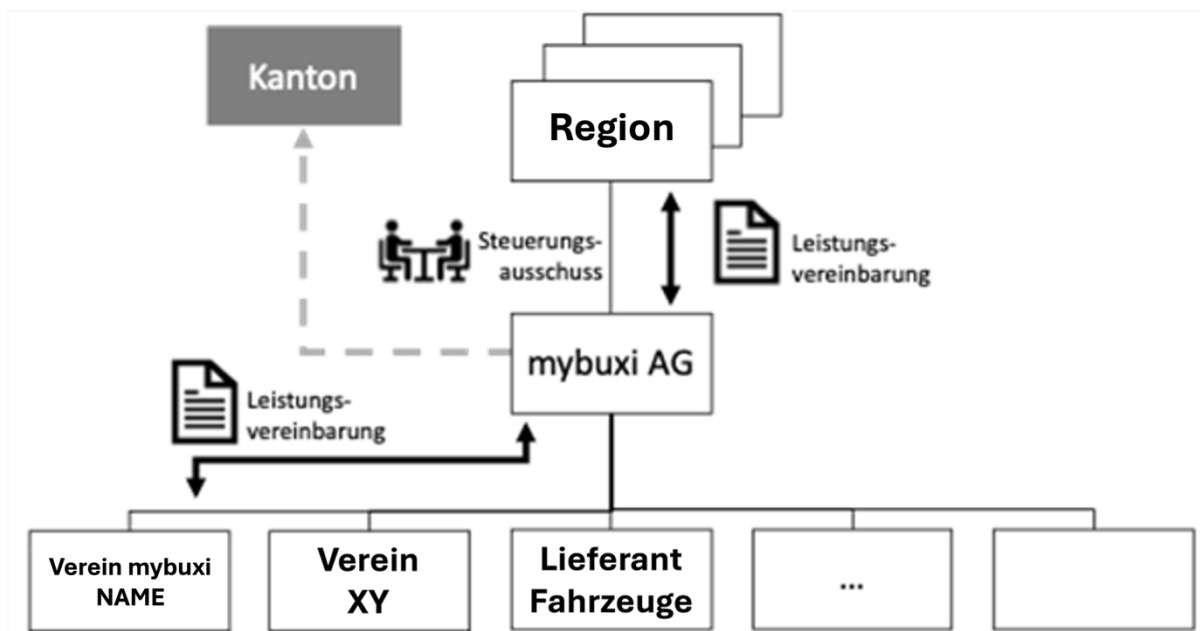 Kanton
Region
Steuerungs-
ausschuss
Leistungs-
vereinbarung
mybuxi AG
Leistungs-
vereinbarung
Verein mybuxi
NAME
Verein
XY
Lieferant
Fahrzeuge
...